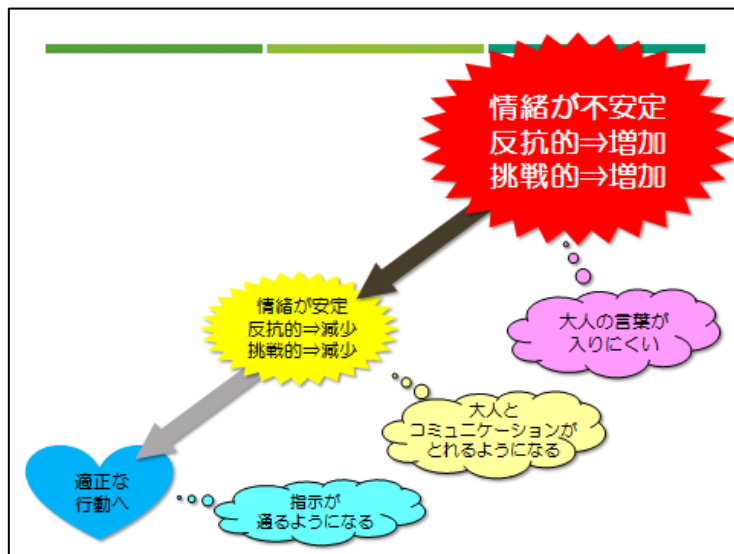 情緒が不安定
反抗的⇒増加
挑戦的⇒増加
大人の言葉が
入りにくい
情緒が安定
反抗的⇒減少
挑戦的⇒減少
大人と
コミュニケーションが
とれるようになる
適正な
行動へ
指示が
通るようになる